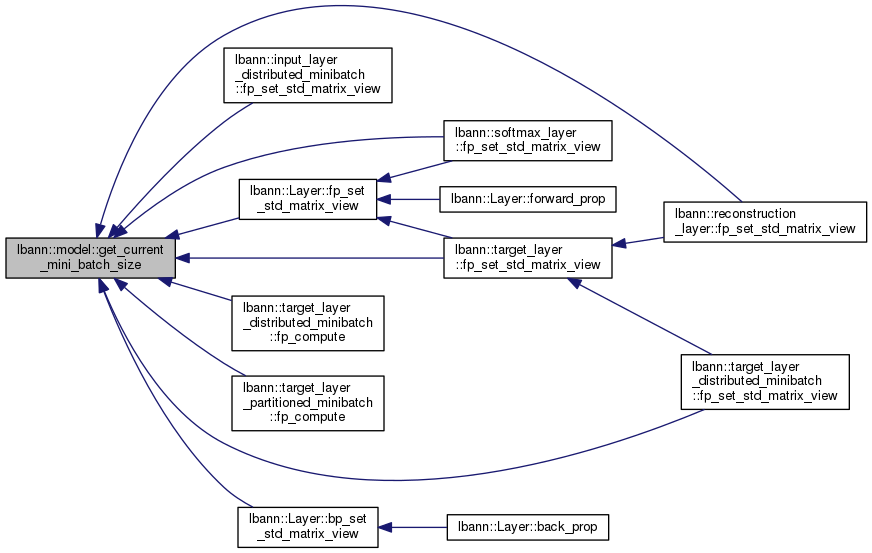 lbann::input_layer
_distributed_minibatch
::fp_set_std_matrix_view
lbann::softmax_layer
::fp_set_std_matrix_view
lbann::Layer::fp_set
_std_matrix_view
lbann::Layer::forward_prop
lbann::reconstruction
_layer::fp_set_std_matrix_view
lbann::model::get_current
_mini_batch_size
lbann::target_layer
::fp_set_std_matrix_view
lbann::target_layer
_distributed_minibatch
::fp_compute
lbann::target_layer
_distributed_minibatch
::fp_set_std_matrix_view
lbann::target_layer
_partitioned_minibatch
::fp_compute
lbann::Layer::bp_set
_std_matrix_view
lbann::Layer::back_prop